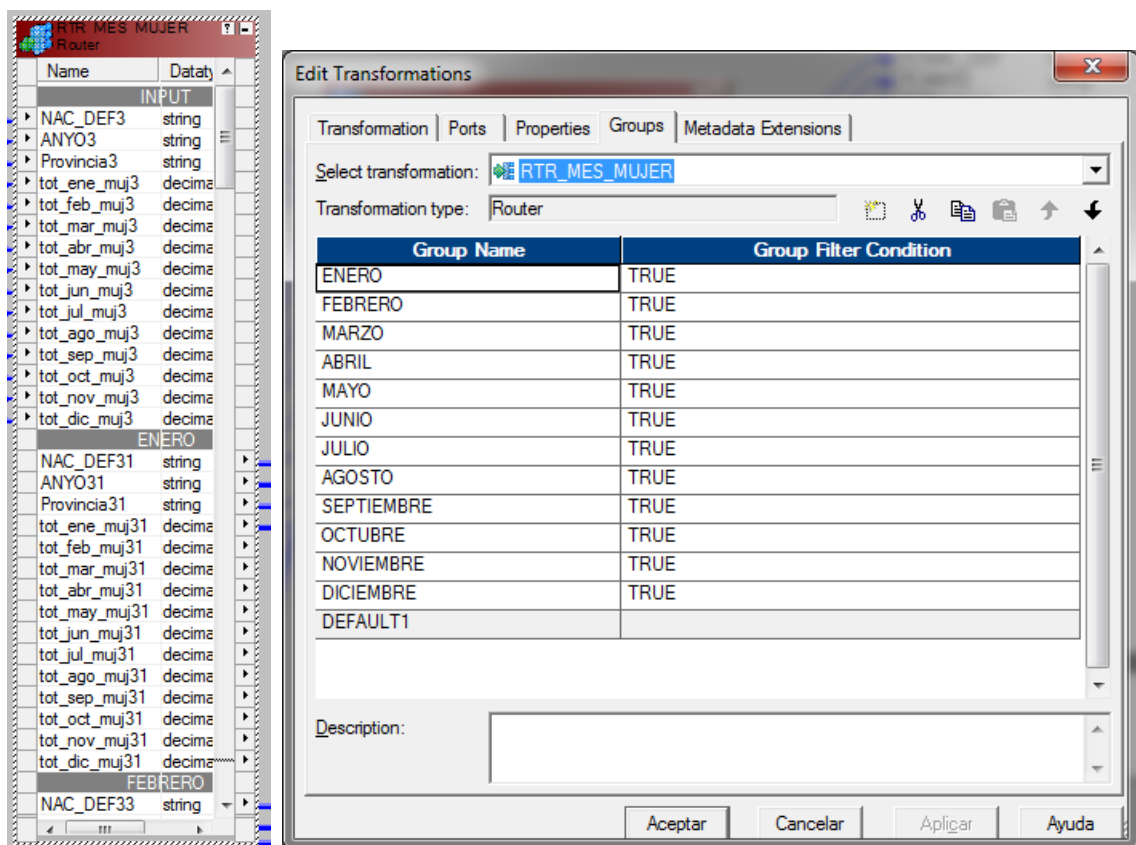 RTR MES MUJER
Router
Name Dataty
INPUT
NAC_DEF3 string
ANYO3 string
Provincia3 string
tot_ene_muj3 decima
tot_feb_muj3 decima
tot_mar_muj3 decima
tot_abr_muj3 decima
tot_may_muj3 decima
tot_jun_muj3 decima
tot_jul_muj3 decima
tot_ago_muj3 decima
tot_sep_muj3 decima
tot_oct_muj3 decima
tot_nov_muj3 decima
tot_dic_muj3 decima
ENERO
NAC_DEF31 string
ANYO31 string
Provincia31 string
tot_ene_muj31 decima
tot_feb_muj31 decima
tot_mar_muj31 decima
tot_abr_muj31 decima
tot_may_muj31 decima
tot_jun_muj31 decima
tot_jul_muj31 decima
tot_ago_muj31 decima
tot_sep_muj31 decima
tot_oct_muj31 decima
tot_nov_muj31 decima
tot_dic_muj31 decima
FEBRERO
NAC_DEF33 string
Edit Transformations
Transformation Ports Properties Groups Metadata Extensions
Select transformation: RTR_MES_MUJER
Transformation type: Router
Group Name Group Filter Condition
ENERO TRUE
FEBRERO TRUE
MARZO TRUE
ABRIL TRUE
MAYO TRUE
JUNIO TRUE
JULIO TRUE
AGOSTO TRUE
SEPTIEMBRE TRUE
OCTUBRE TRUE
NOVIEMBRE TRUE
DICIEMBRE TRUE
DEFAULT1
Description:
Aceptar Cancelar Aplicar Ayuda